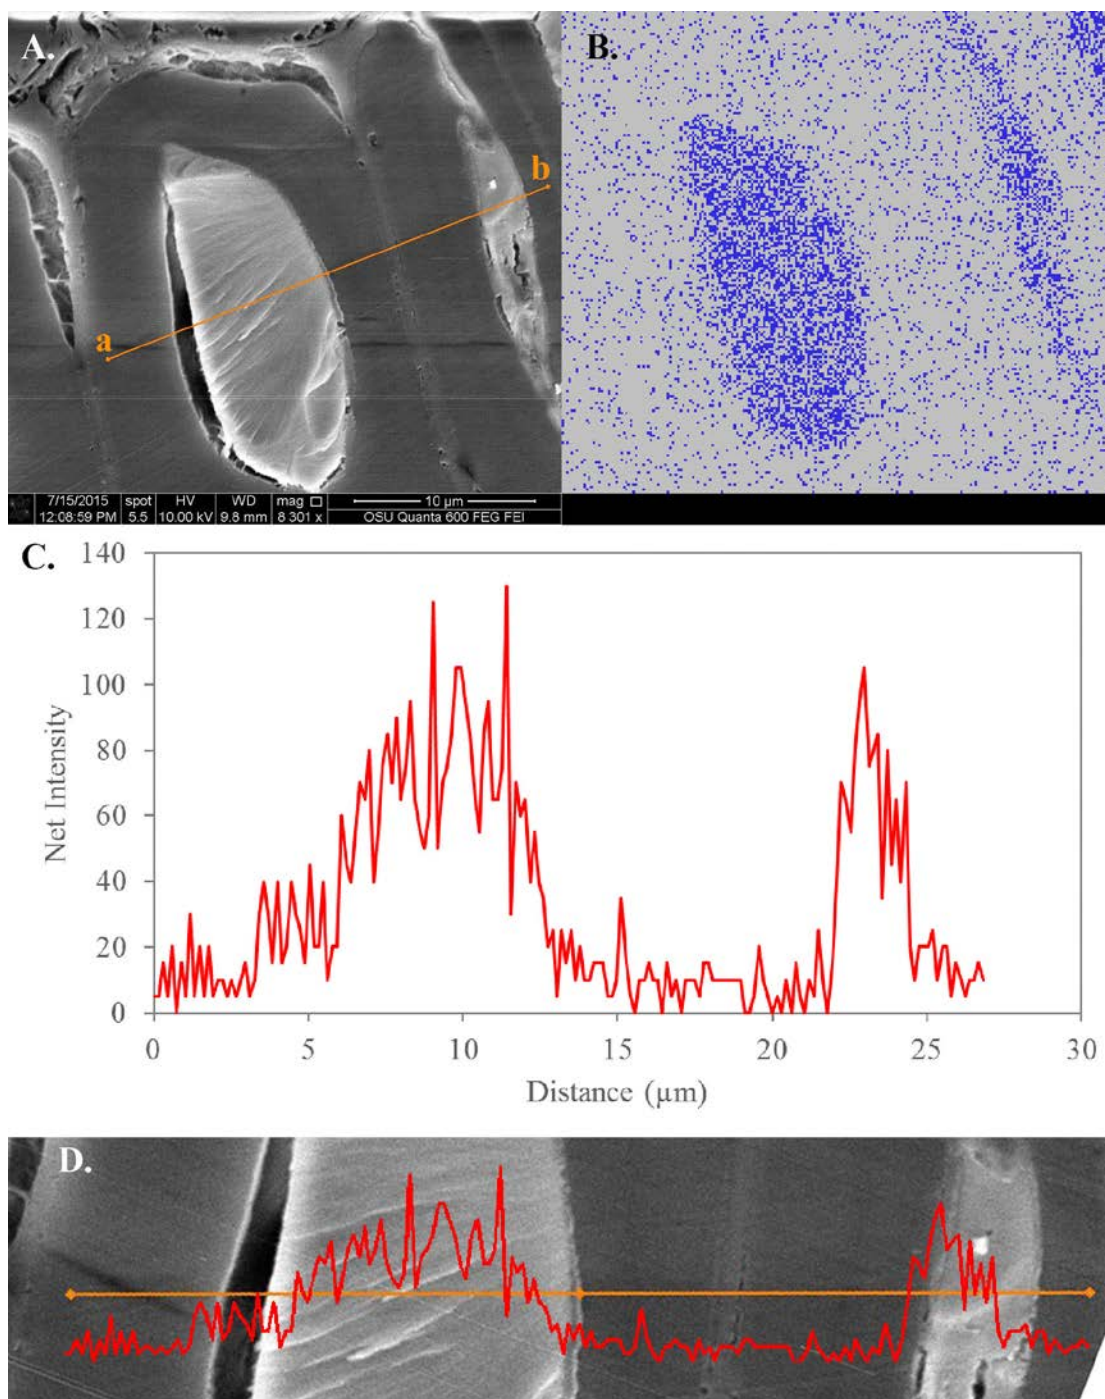 A.
B.
b
a
7/15/2015 spot HV WD mag □ 10 µm
12:08:59 PM 5.5 10.00 kV 9.8 mm 8 301 x OSU Quanta 600 FEG FEI
C.
140
120
100
80
60
40
20
0
Net Intensity
0 5 10 15 20 25 30
Distance (µm)
D.